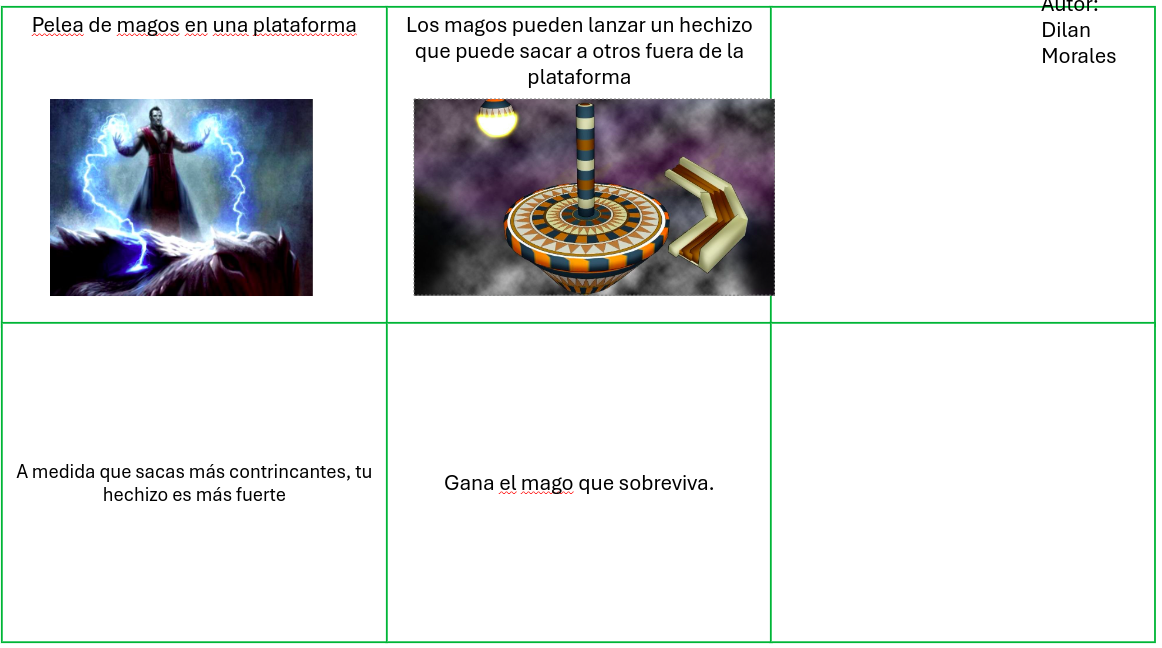 Pelea de magos en una plataforma
Los magos pueden lanzar un hechizo
que puede sacar a otros fuera de la
plataforma
Autor:
Dilan
Morales
A medida que sacas más contrincantes, tu
hechizo es más fuerte
Gana el mago que sobreviva.